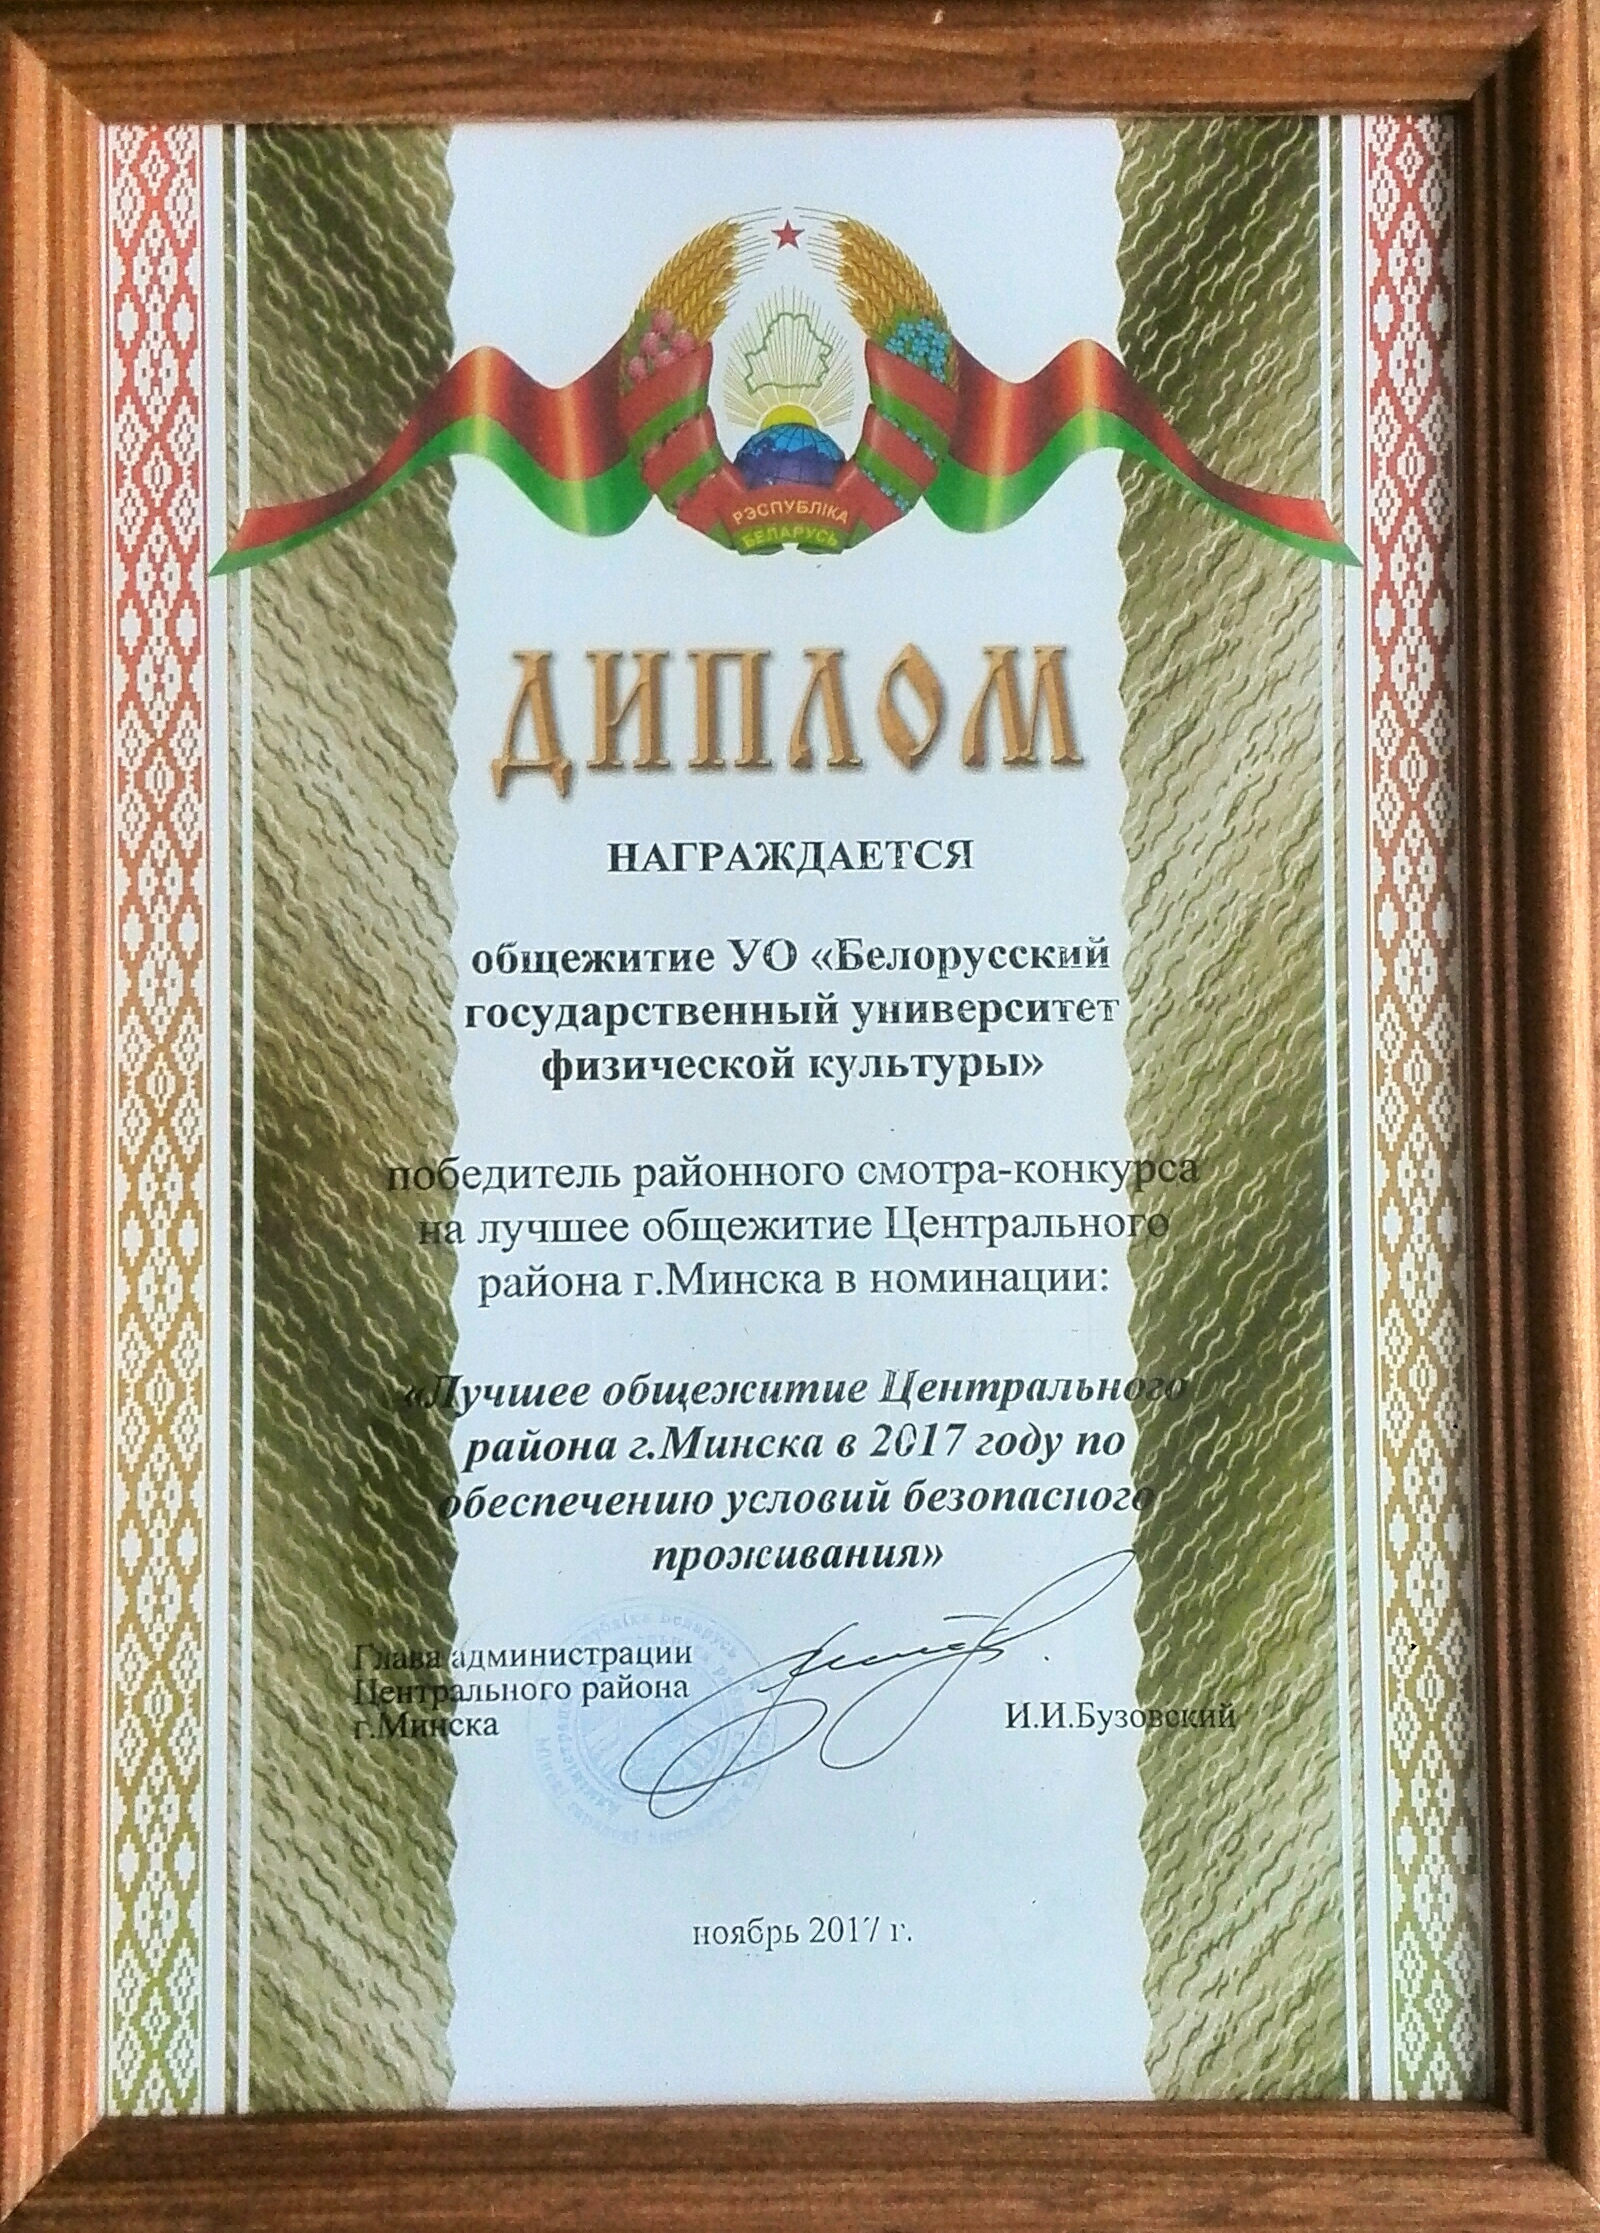 РЭСПУБЛІКА
БЕЛАРУСЬ
ДИПЛОМ
НАГРАЖДАЕТСЯ
общежитие УО «Белорусский
государственный университет
физической культуры»
победитель районного смотра-конкурса
на лучшее общежитие Центрального
района г.Минска в номинации:
«Лучшее общежитие Центрального
района г.Минска в 2017 году по
обеспечению условий безопасного
проживания»
Глава администрации
Центрального района
г.Минска
И.И.Бузовский
ноябрь 2017 г.